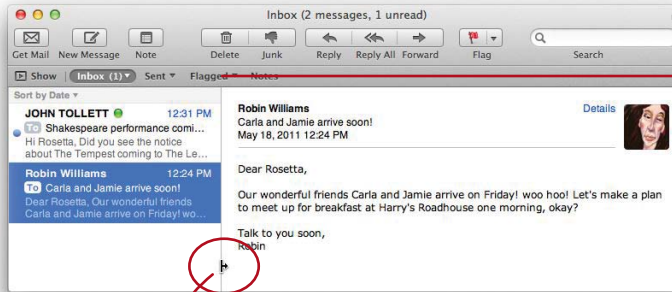 Inbox (2 messages, 1 unread)
Get Mail New Message Note Delete Junk Reply Reply All Forward Flag Search
Show Inbox (1) Sent Flagged Notes
Sort by Date
JOHN TOLLETT 12:31 PM
To Shakespeare performance comi...
Hi Rosetta, Did you see the notice
about The Tempest coming to The Le...
Robin Williams 12:24 PM
To Carla and Jamie arrive soon!
Dear Rosetta, Our wonderful friends
Carla and Jamie arrive on Friday! wo...
Robin Williams Details
Carla and Jamie arrive soon!
May 18, 2011 12:24 PM
Dear Rosetta,
Our wonderful friends Carla and Jamie arrive on Friday! woo hoo! Let's make a plan
to meet up for breakfast at Harry's Roadhouse one morning, okay?
Talk to you soon,
Robin